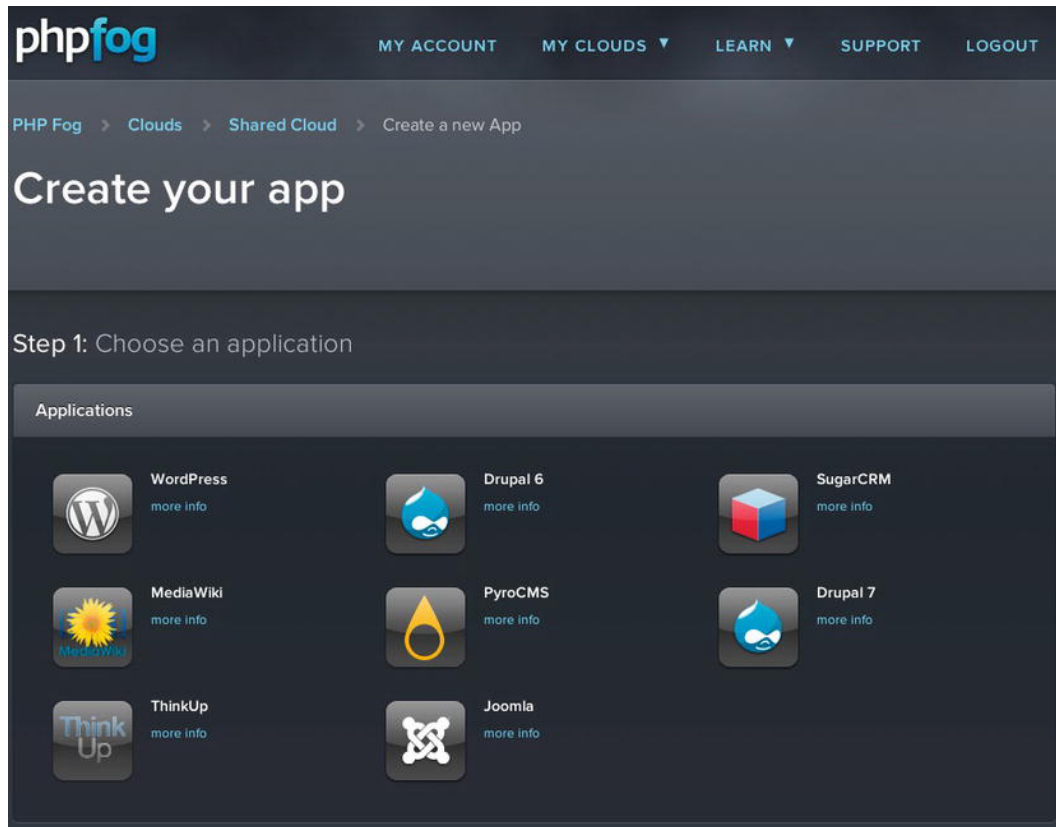 phpfog
MY ACCOUNT MY CLOUDS ▼ LEARN ▼ SUPPORT LOGOUT
PHP Fog > Clouds > Shared Cloud > Create a new App
Create your app
Step 1: Choose an application
Applications
WordPress
more info
Drupal 6
more info
SugarCRM
more info
MediaWiki
MediaWiki
more info
PyroCMS
more info
Drupal 7
more info
Think
Up
ThinkUp
more info
Joomla
more info